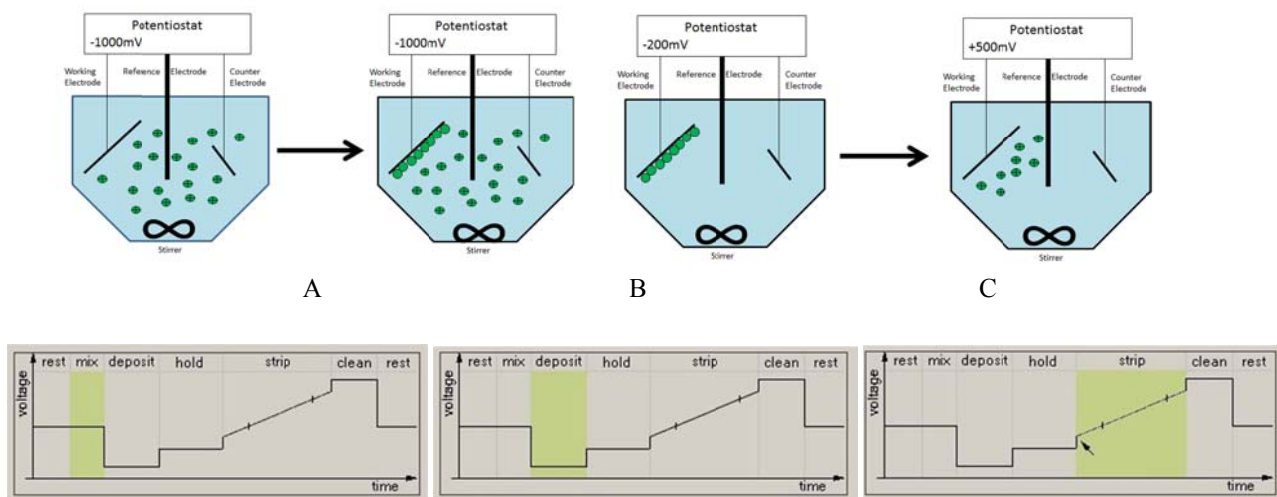 Potentiostat
-1000mV
Working Electrode
Reference Electrode
Counter Electrode
Stirrer
Potentiostat
-1000mV
Working Electrode
Reference Electrode
Counter Electrode
Stirrer
Potentiostat
-200mV
Working Electrode
Reference Electrode
Counter Electrode
Stirrer
Potentiostat
+500mV
Working Electrode
Reference Electrode
Counter Electrode
Stirrer
A B C
rest mix deposit hold strip clean rest
voltage
time
rest mix deposit hold strip clean rest
voltage
time
rest mix deposit hold strip clean rest
voltage
time